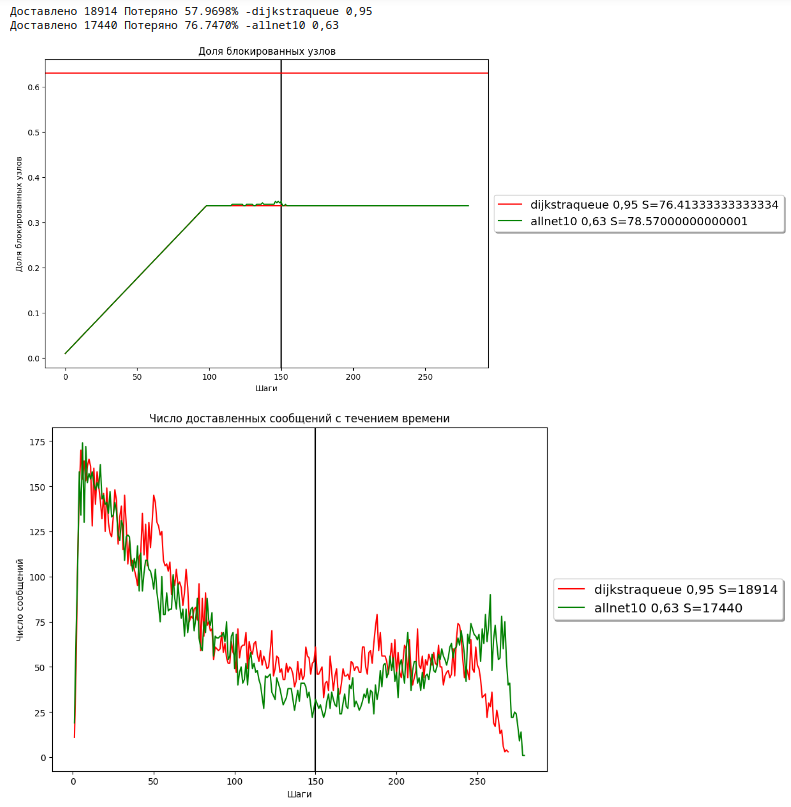 Доставлено 18914 Потеряно 57.9698% -dijkstraqueue 0,95
Доставлено 17440 Потеряно 76.7470% -allnet10 0,63
Доля блокированных узлов
Доля блокированных узлов
0.6
0.5
0.4
0.3
0.2
0.1
0.0
0 50 100 150 200 250
Шаги
dijkstraqueue 0,95 S=76.41333333333334
allnet10 0,63 S=78.57000000000001
Число доставленных сообщений с течением времени
Число сообщений
175
150
125
100
75
50
25
0
0 50 100 150 200 250
Шаги
dijkstraqueue 0,95 S=18914
allnet10 0,63 S=17440